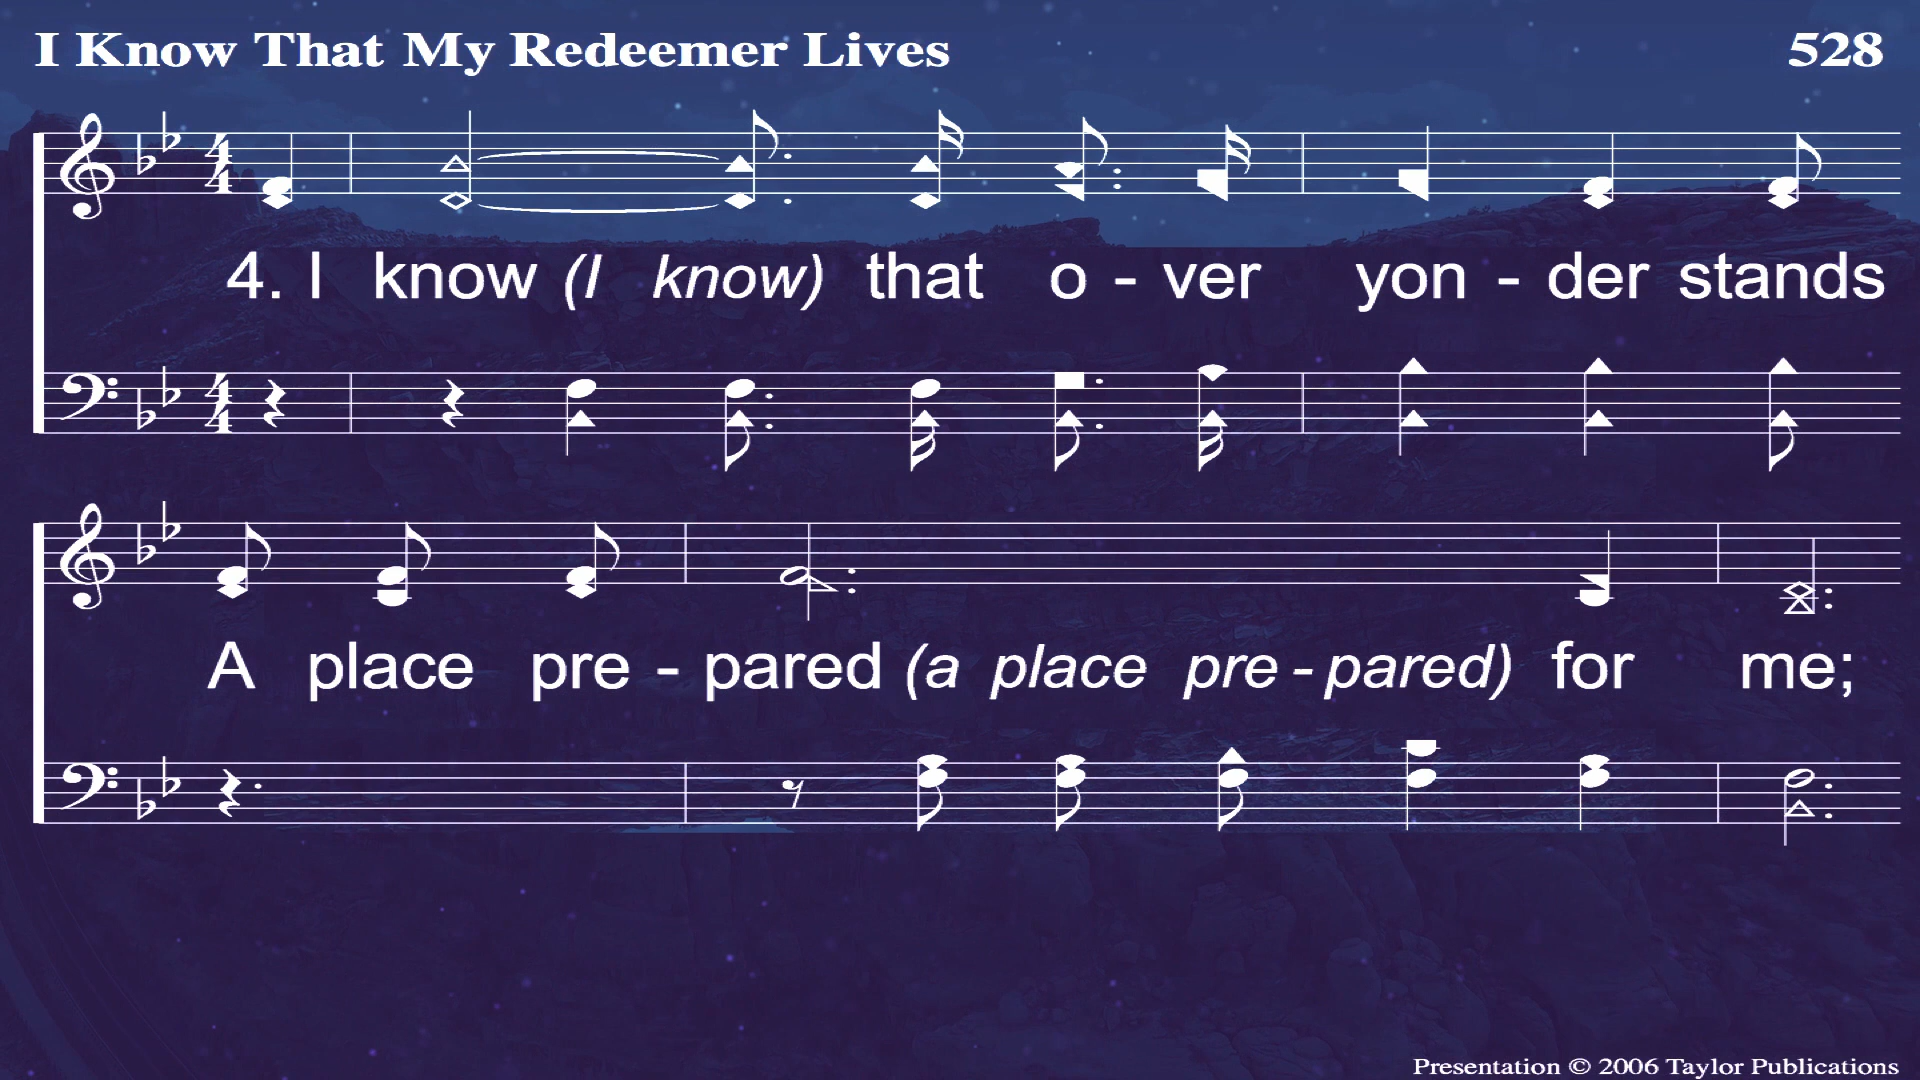 I Know That My Redeemer Lives 528
4. I know (I know) that o - ver yon - der stands
A place pre - pared (a place pre - pared) for me;
Presentation © 2006 Taylor Publications